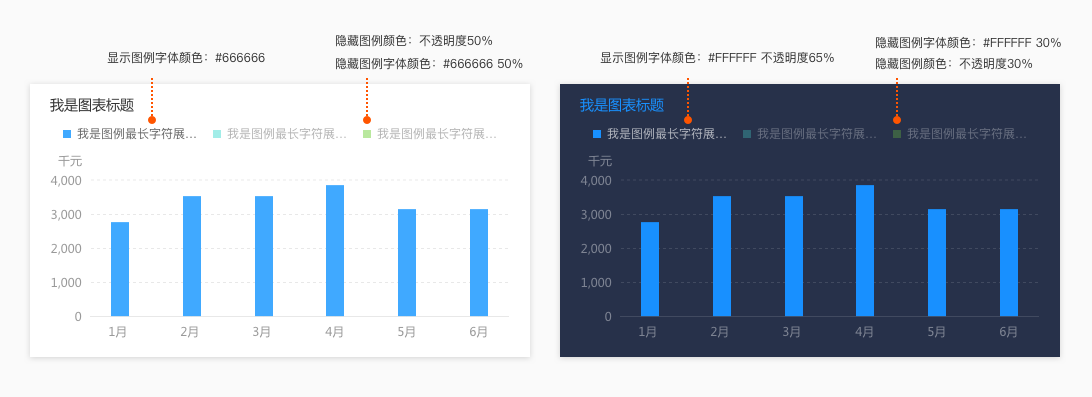 显示图例字体颜色：#666666
隐藏图例颜色：不透明度50%
隐藏图例字体颜色：#666666 50%
我是图表标题
我是图例最长字符展... 我是图例最长字符展... 我是图例最长字符展...
千元
4,000
3,000
2,000
1,000
0
1月 2月 3月 4月 5月 6月
显示图例字体颜色：#FFFFFF 不透明度65%
隐藏图例字体颜色：#FFFFFF 30%
隐藏图例颜色：不透明度30%
我是图表标题
我是图例最长字符展... 我是图例最长字符展... 我是图例最长字符展...
千元
4,000
3,000
2,000
1,000
0
1月 2月 3月 4月 5月 6月